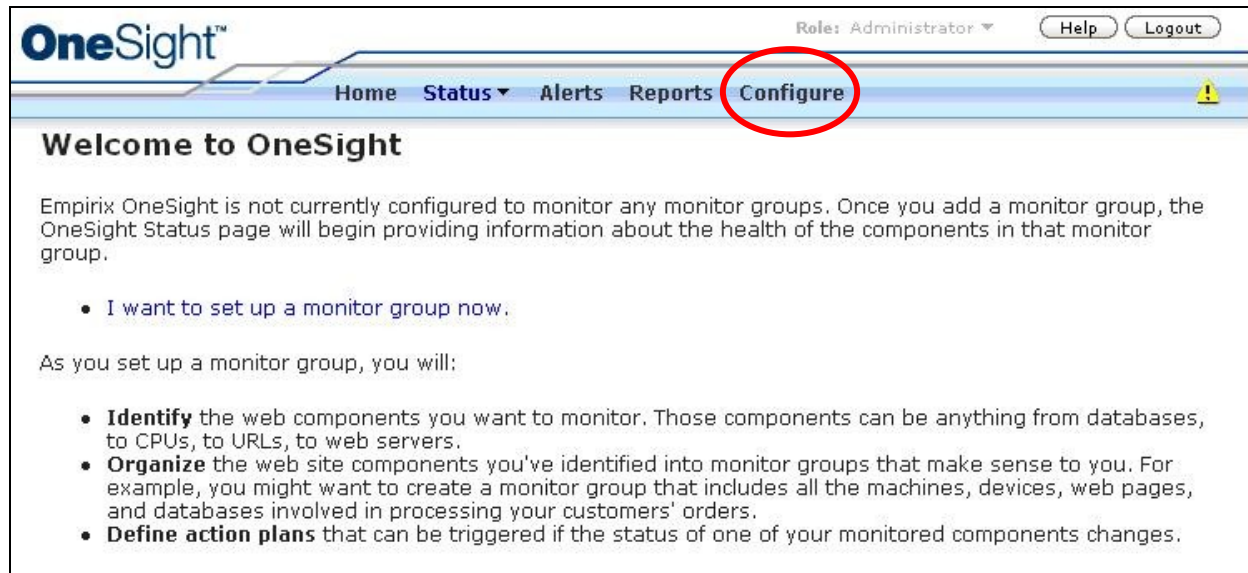 OneSight™
Role: Administrator
Help
Logout
Home Status Alerts Reports Configure
Welcome to OneSight
Empirix OneSight is not currently configured to monitor any monitor groups. Once you add a monitor group, the
OneSight Status page will begin providing information about the health of the components in that monitor
group.
• I want to set up a monitor group now.
As you set up a monitor group, you will:
• Identify the web components you want to monitor. Those components can be anything from databases,
to CPUs, to URLs, to web servers.
• Organize the web site components you've identified into monitor groups that make sense to you. For
example, you might want to create a monitor group that includes all the machines, devices, web pages,
and databases involved in processing your customers' orders.
• Define action plans that can be triggered if the status of one of your monitored components changes.